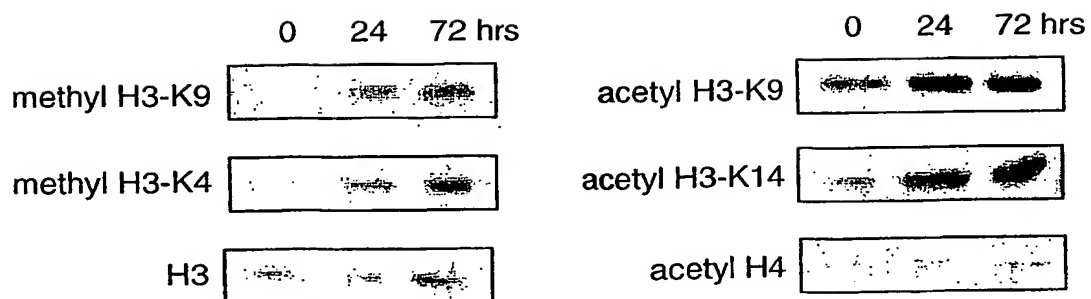 0 24 72 hrs
methyl H3-K9
methyl H3-K4
H3
0 24 72 hrs
acetyl H3-K9
acetyl H3-K14
acetyl H4